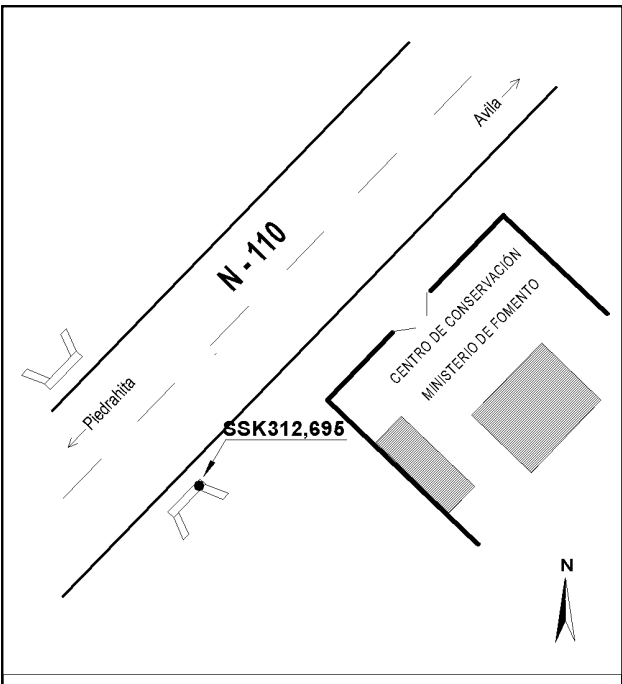 Avila
N-110
CENTRO DE CONSERVACIÓN
MINISTERIO DE FOMENTO
Piedrahita
SSK312,695
N